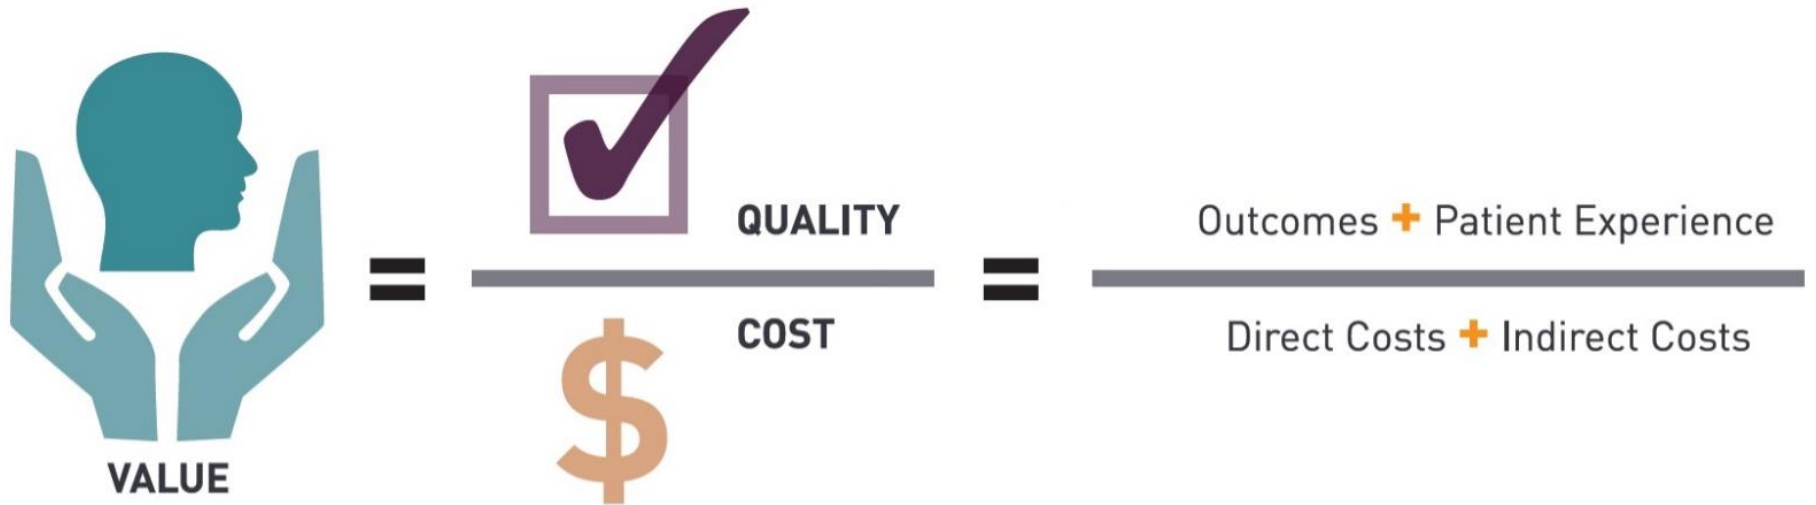 VALUE
=
QUALITY
COST
$
=
Outcomes + Patient Experience
Direct Costs + Indirect Costs